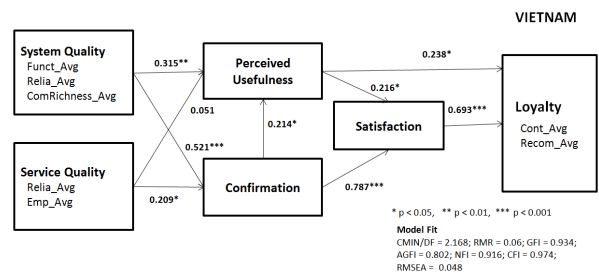 VIETNAM
System Quality
Funct_Avg
Relia_Avg
ComRichness_Avg
0.315**
Perceived
Usefulness
0.238*
0.216*
0.051
Loyalty
Cont_Avg
Recom_Avg
Satisfaction
0.693***
0.214*
0.521***
Service Quality
Relia_Avg
Emp_Avg
0.209*
Confirmation
0.787***
* p < 0.05, ** p < 0.01, *** p < 0.001
Model Fit
CMIN/DF = 2.168; RMR = 0.06; GFI = 0.934;
AGFI = 0.802; NFI = 0.916; CFI = 0.974;
RMSEA = 0.048